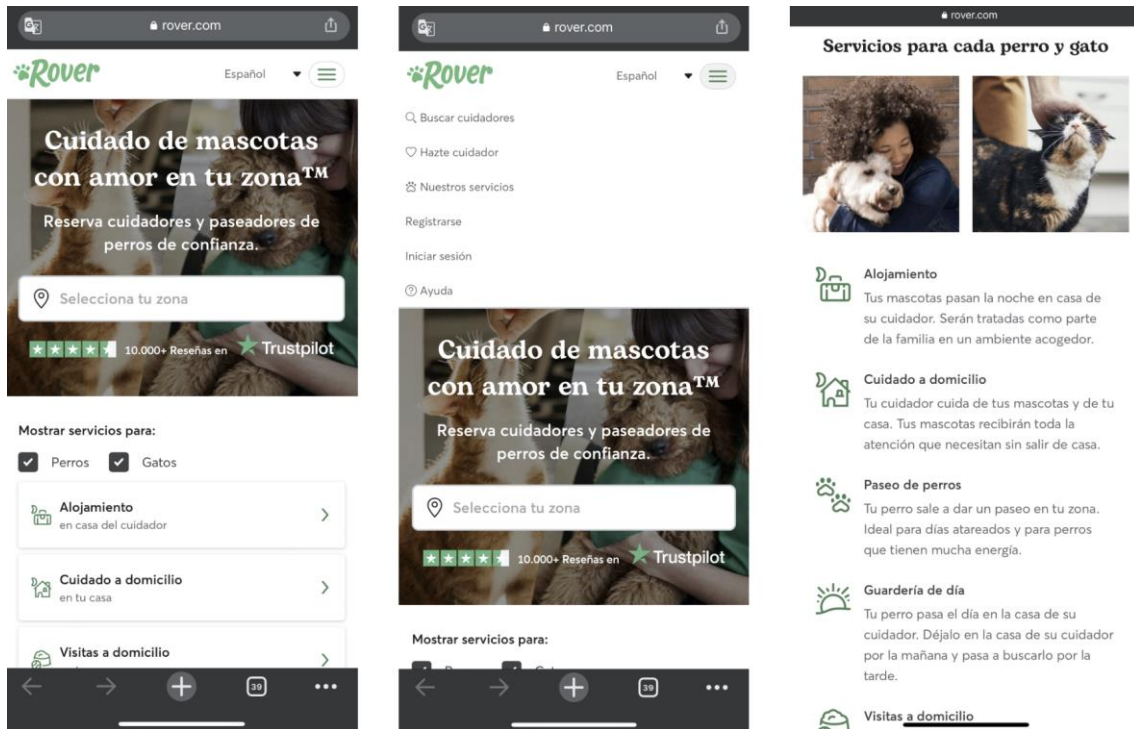 rover.com
Rover
Español
Cuidado de mascotas
con amor en tu zona™
Reserva cuidadores y paseadores de
perros de confianza.
Selecciona tu zona
10.000+ Reseñas en Trustpilot
Mostrar servicios para:
Perros Gatos
Alojamiento
en casa del cuidador
Cuidado a domicilio
en tu casa
Visitas a domicilio
39
rover.com
Rover
Español
Buscar cuidadores
Hazte cuidador
Nuestros servicios
Registrarse
Iniciar sesión
Ayuda
Cuidado de mascotas
con amor en tu zona™
Reserva cuidadores y paseadores de
perros de confianza.
Selecciona tu zona
10.000+ Reseñas en Trustpilot
Mostrar servicios para:
39
rover.com
Servicios para cada perro y gato
Alojamiento
Tus mascotas pasan la noche en casa de
su cuidador. Serán tratadas como parte
de la familia en un ambiente acogedor.
Cuidado a domicilio
Tu cuidador cuida de tus mascotas y de tu
casa. Tus mascotas recibirán toda la
atención que necesitan sin salir de casa.
Paseo de perros
Tu perro sale a dar un paseo en tu zona.
Ideal para días atareados y para perros
que tienen mucha energía.
Guardería de día
Tu perro pasa el día en la casa de su
cuidador. Déjalo en la casa de su cuidador
por la mañana y pasa a buscarlo por la
tarde.
Visitas a domicilio